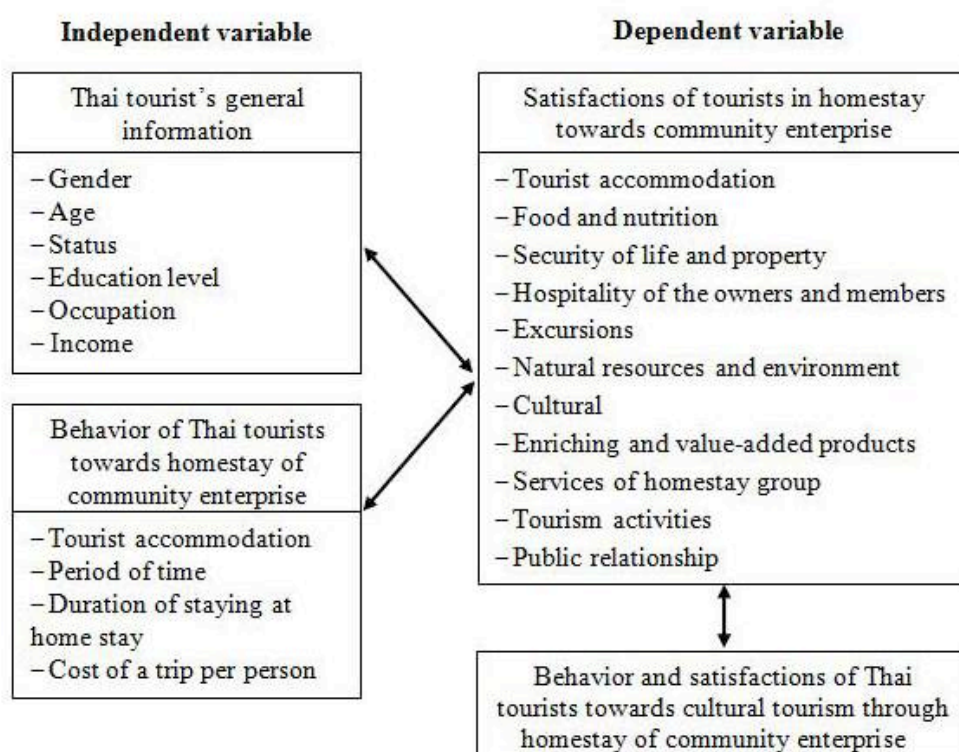 Independent variable
Thai tourist's general
information
– Gender
– Age
– Status
– Education level
– Occupation
– Income
Behavior of Thai tourists
towards homestay of
community enterprise
– Tourist accommodation
– Period of time
– Duration of staying at
home stay
– Cost of a trip per person
Dependent variable
Satisfactions of tourists in homestay
towards community enterprise
– Tourist accommodation
– Food and nutrition
– Security of life and property
– Hospitality of the owners and members
– Excursions
– Natural resources and environment
– Cultural
– Enriching and value-added products
– Services of homestay group
– Tourism activities
– Public relationship
Behavior and satisfactions of Thai
tourists towards cultural tourism through
homestay of community enterprise